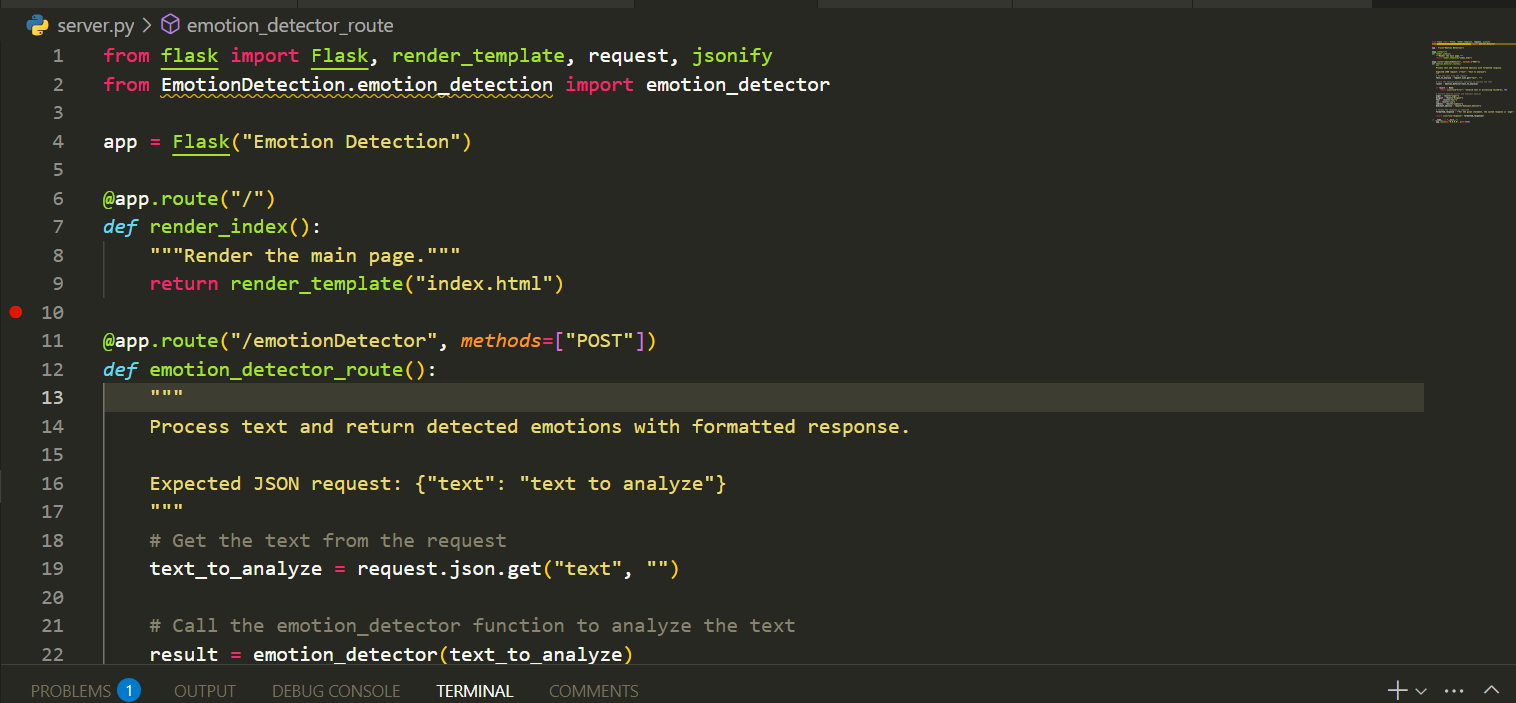 server.py > emotion_detector_route
1 from flask import Flask, render_template, request, jsonify
2 from EmotionDetection.emotion_detection import emotion_detector
3
4 app = Flask("Emotion Detection")
5
6 @app.route("/")
7 def render_index():
8     """Render the main page."""
9     return render_template("index.html")
10
11 @app.route("/emotionDetector", methods=["POST"])
12 def emotion_detector_route():
13     """
14     Process text and return detected emotions with formatted response.
15
16     Expected JSON request: {"text": "text to analyze"}
17     """
18     # Get the text from the request
19     text_to_analyze = request.json.get("text", "")
20
21     # Call the emotion_detector function to analyze the text
22     result = emotion_detector(text_to_analyze)
PROBLEMS 1 OUTPUT DEBUG CONSOLE TERMINAL COMMENTS